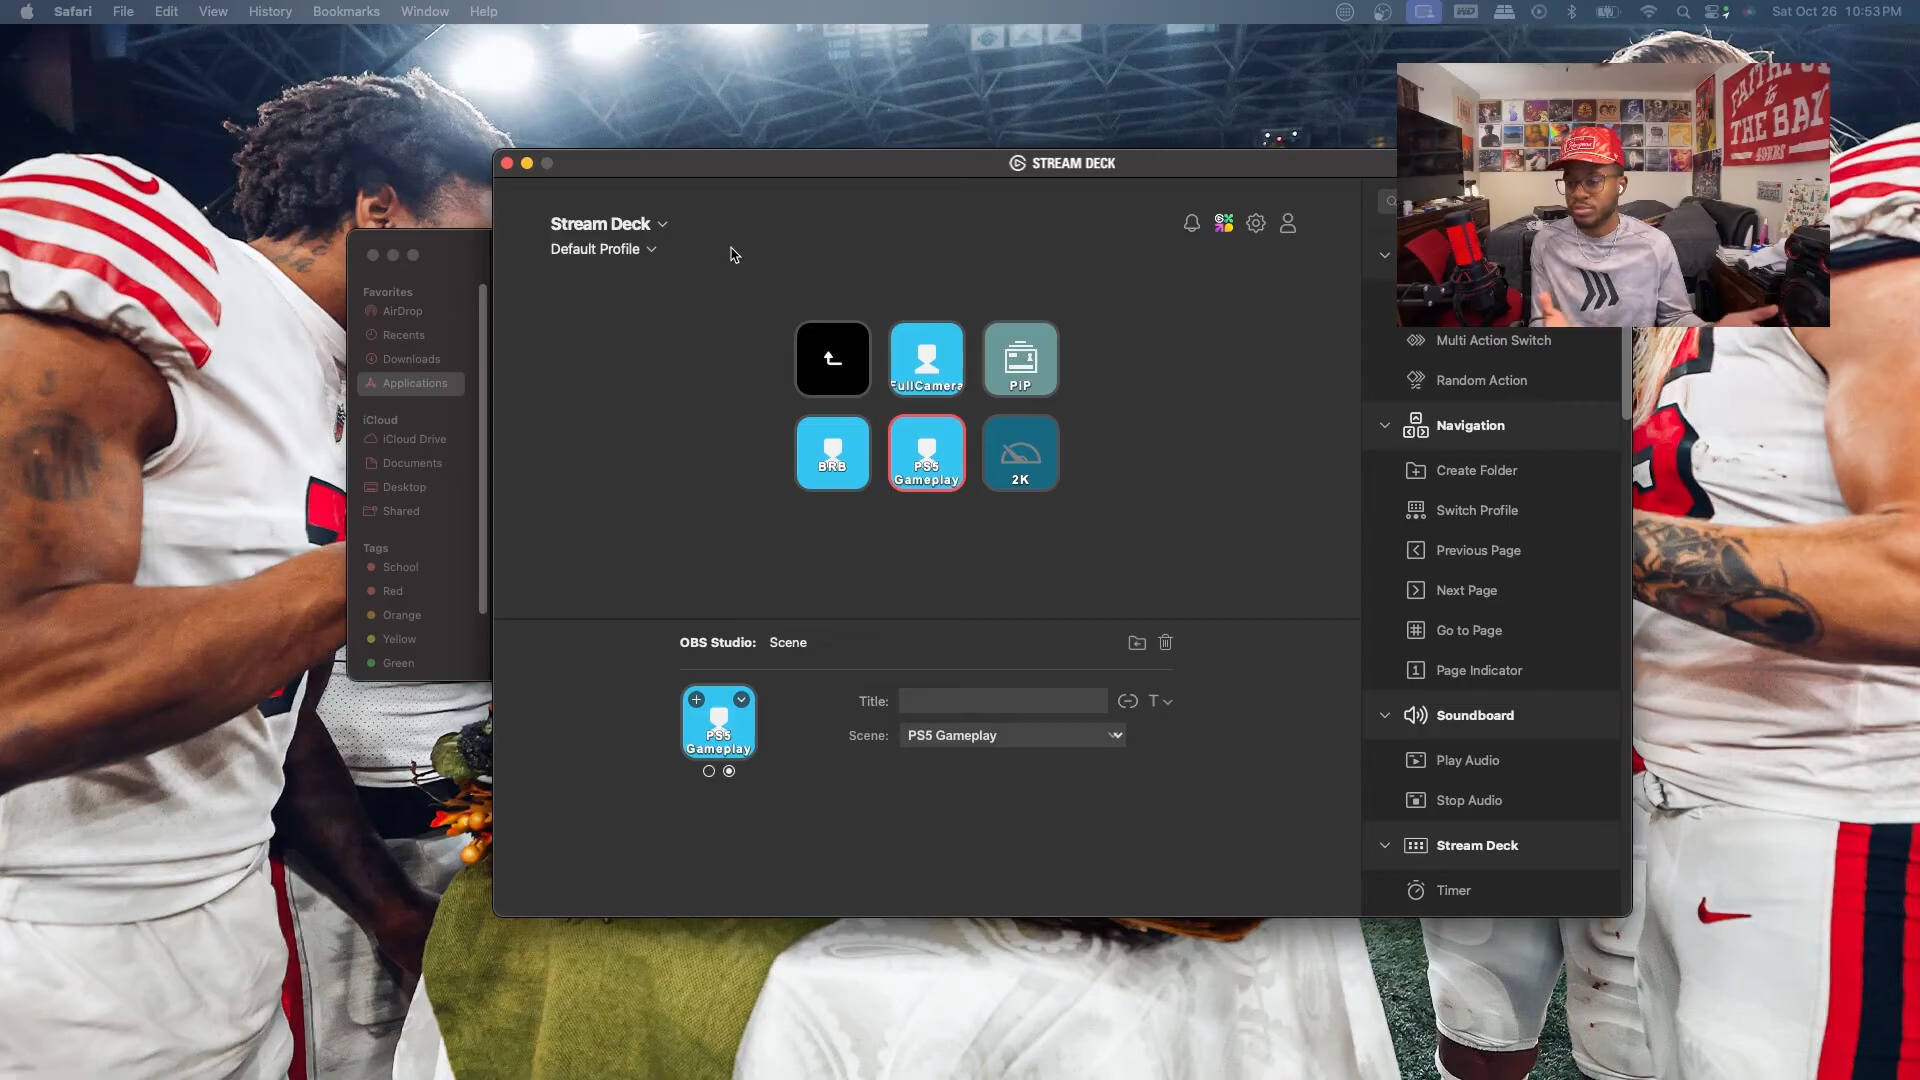 Safari File Edit View History Bookmarks Window Help
Sat Oct 26 10:53 PM
FAITHFUL
to
THE BAY
49ERS
STREAM DECK
Stream Deck
Default Profile
Favorites
AirDrop
Recents
Downloads
Applications
iCloud
iCloud Drive
Documents
Desktop
Shared
Tags
School
Red
Orange
Yellow
Green
FullCamera
PiP
BRB
PS5
Gameplay
2K
OBS Studio: Scene
PS5
Gameplay
Title:
Scene: PS5 Gameplay
Multi Action Switch
Random Action
Navigation
Create Folder
Switch Profile
Previous Page
Next Page
Go to Page
Page Indicator
Soundboard
Play Audio
Stop Audio
Stream Deck
Timer